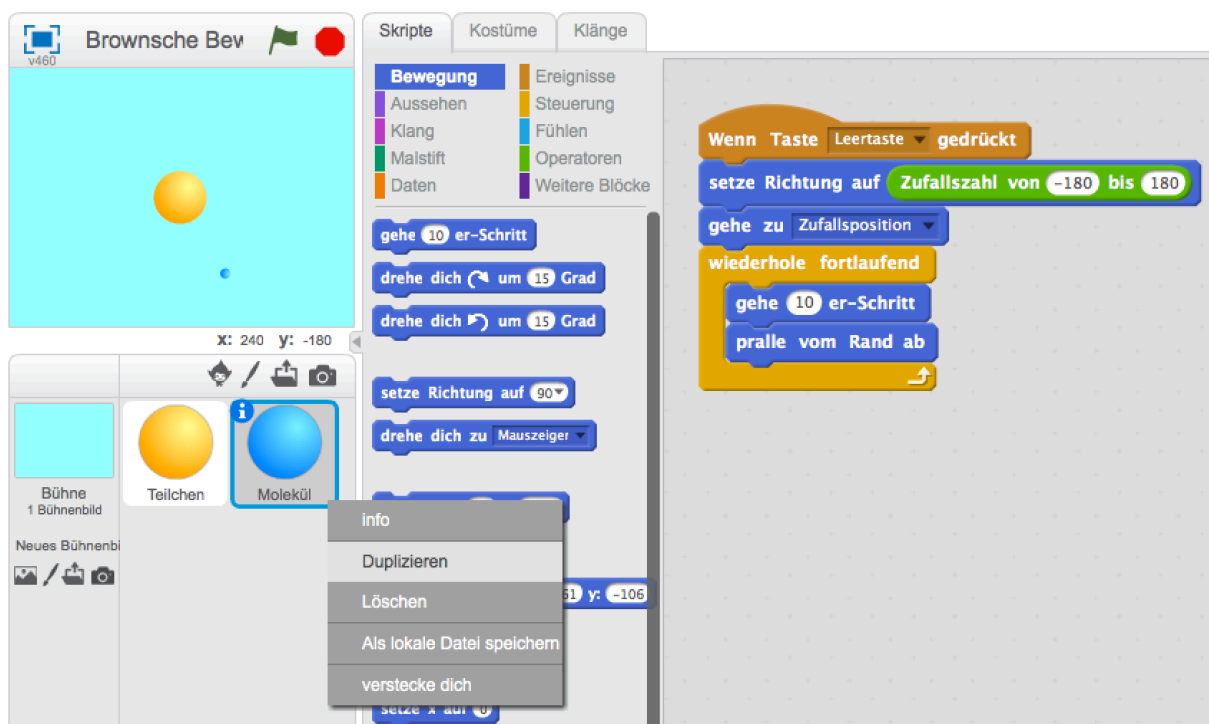 Brownsche Bew
v460
x: 240 y: -180
Bühne
1 Bühnenbild
Neues Bühnenbi
Teilchen
Molekül
info
Duplizieren
Löschen
Als lokale Datei speichern
verstecke dich
Skripte Kostüme Klänge
Bewegung Ereignisse
Aussehen Steuerung
Klang Fühlen
Malstift Operatoren
Daten Weitere Blöcke
gehe 10 er-Schritt
drehe dich um 15 Grad
drehe dich um 15 Grad
setze Richtung auf 90
drehe dich zu Mauszeiger
y: -106
setze x auf 0
Wenn Taste Leertaste gedrückt
setze Richtung auf Zufallszahl von -180 bis 180
gehe zu Zufallsposition
wiederhole fortlaufend
gehe 10 er-Schritt
pralle vom Rand ab